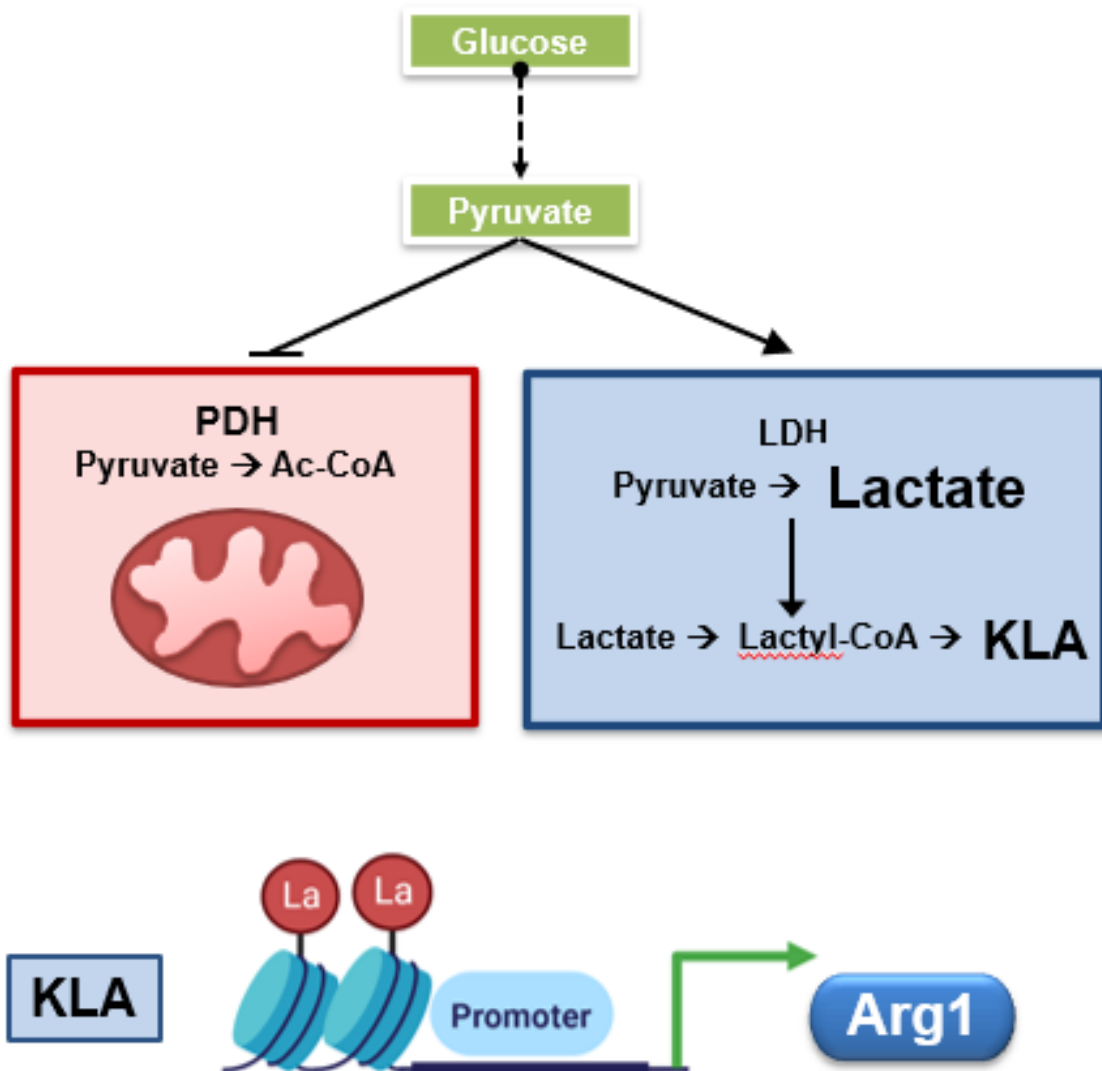 Glucose
Pyruvate
PDH
Pyruvate → Ac-CoA
LDH
Pyruvate → Lactate
Lactate → Lactyl-CoA → KLA
La La
KLA
Promoter
Arg1